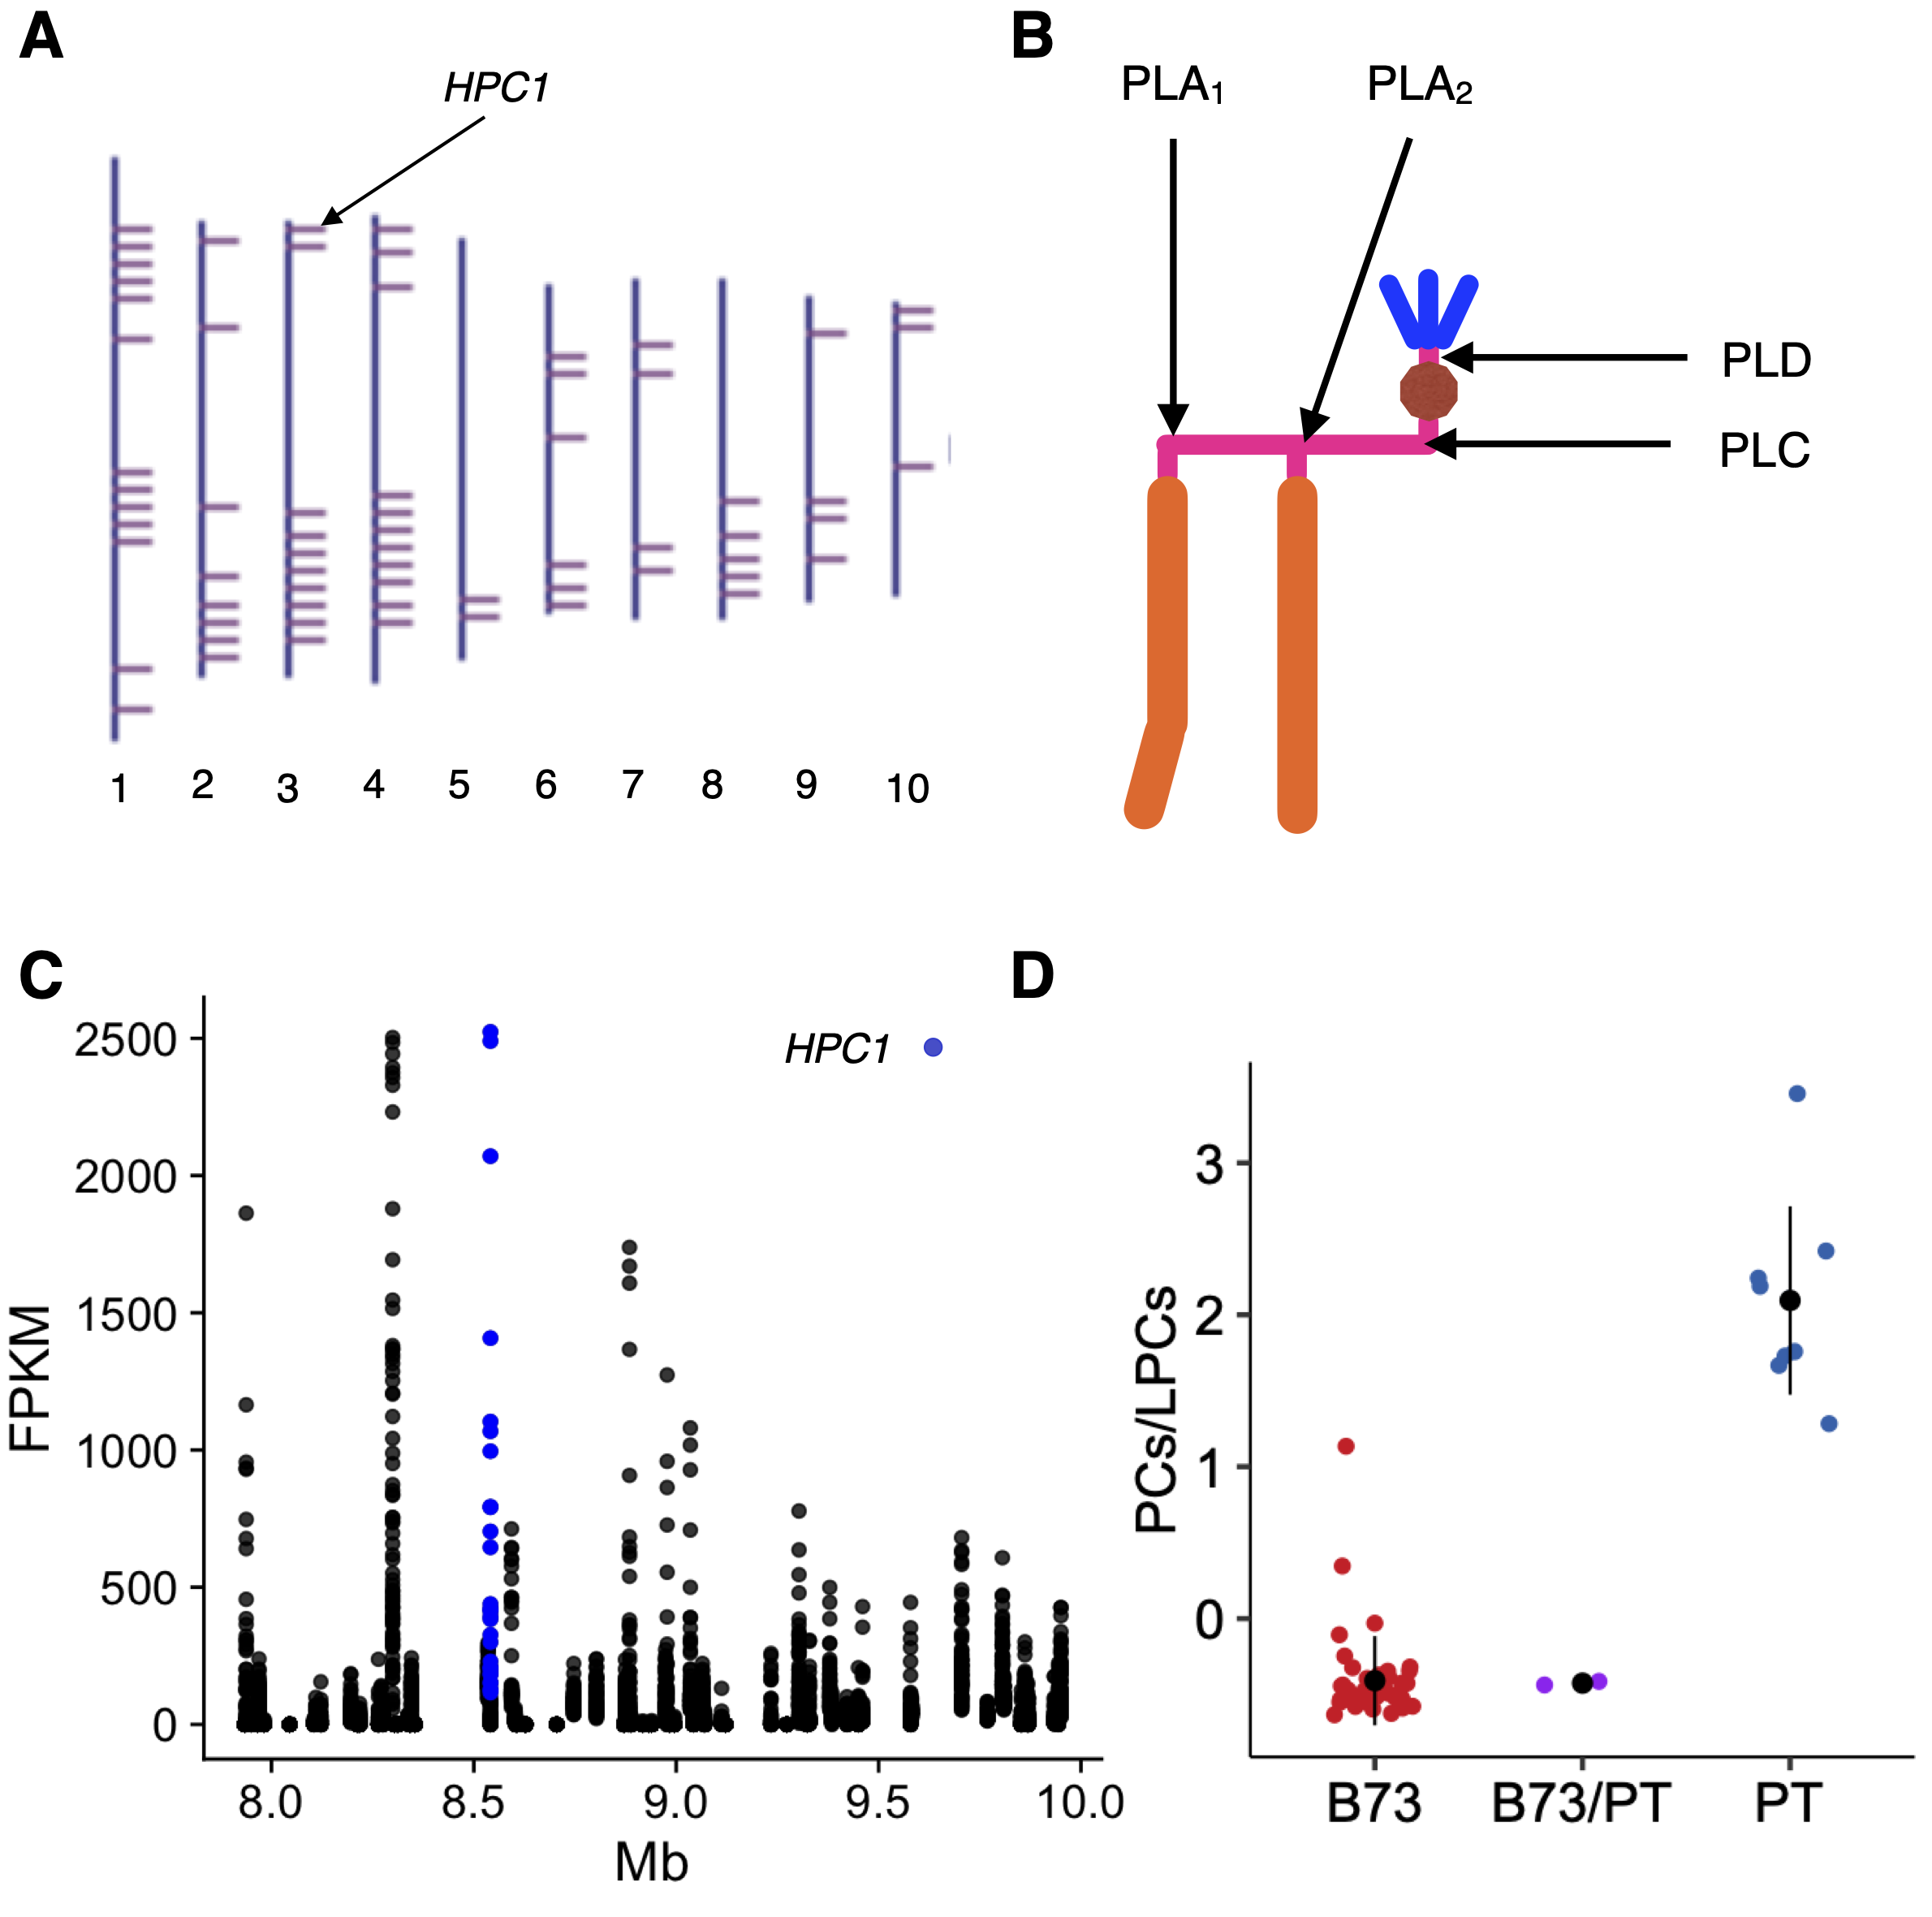 A
HPC1
1 2 3 4 5 6 7 8 9 10
B
PLA1 PLA2
PLD
PLC
C
HPC1
2500
2000
1500
1000
500
0
FPKM
8.0 8.5 9.0 9.5 10.0
Mb
D
3
2
1
0
PCs/LPCs
B73 B73/PT PT